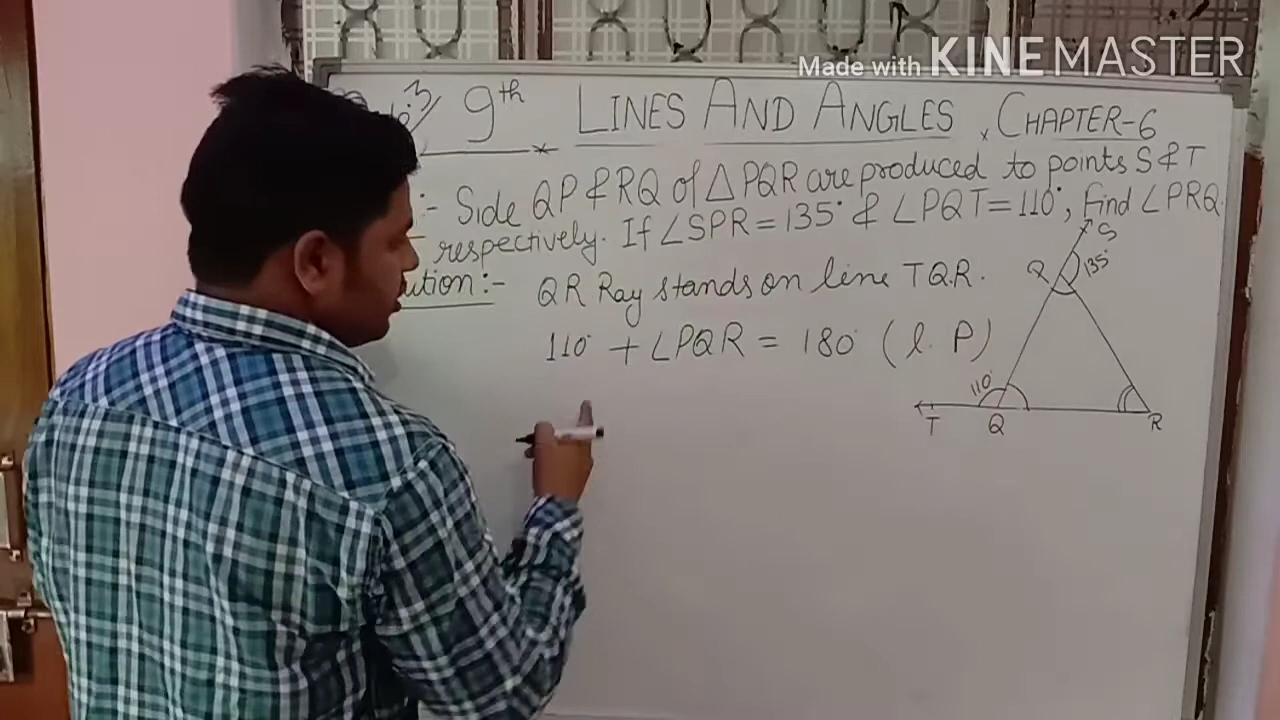 Made with KINEMASTER
9th LINES AND ANGLES, CHAPTER-6
:- Side QP & RQ of △PQR are produced to points S & T
respectively. If ∠SPR = 135° & ∠PQT = 110°, find ∠PRQ.
ution:- QR Ray stands on line TQR.
110° + ∠PQR = 180° (l. P)
S
135°
110°
T Q R